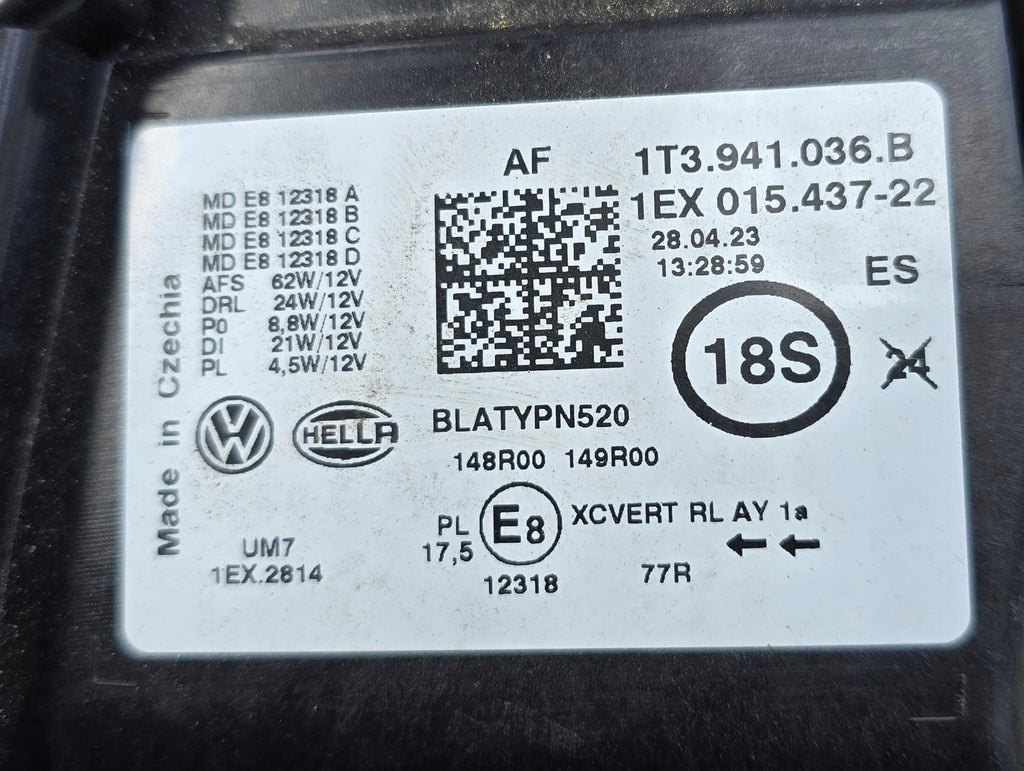 AF
1T3.941.036.B
1EX 015.437-22
28.04.23
13:28:59
ES
MD E8 12318 A
MD E8 12318 B
MD E8 12318 C
MD E8 12318 D
AFS 62W/12V
DRL 24W/12V
PO 8,8W/12V
DI 21W/12V
PL 4,5W/12V
Made in Czechia
18S
24
VW
HELLA
BLATYPN520
148R00 149R00
PL
17,5
E8
12318
XCVERT RL AY 1a
77R
UM7
1EX.2814